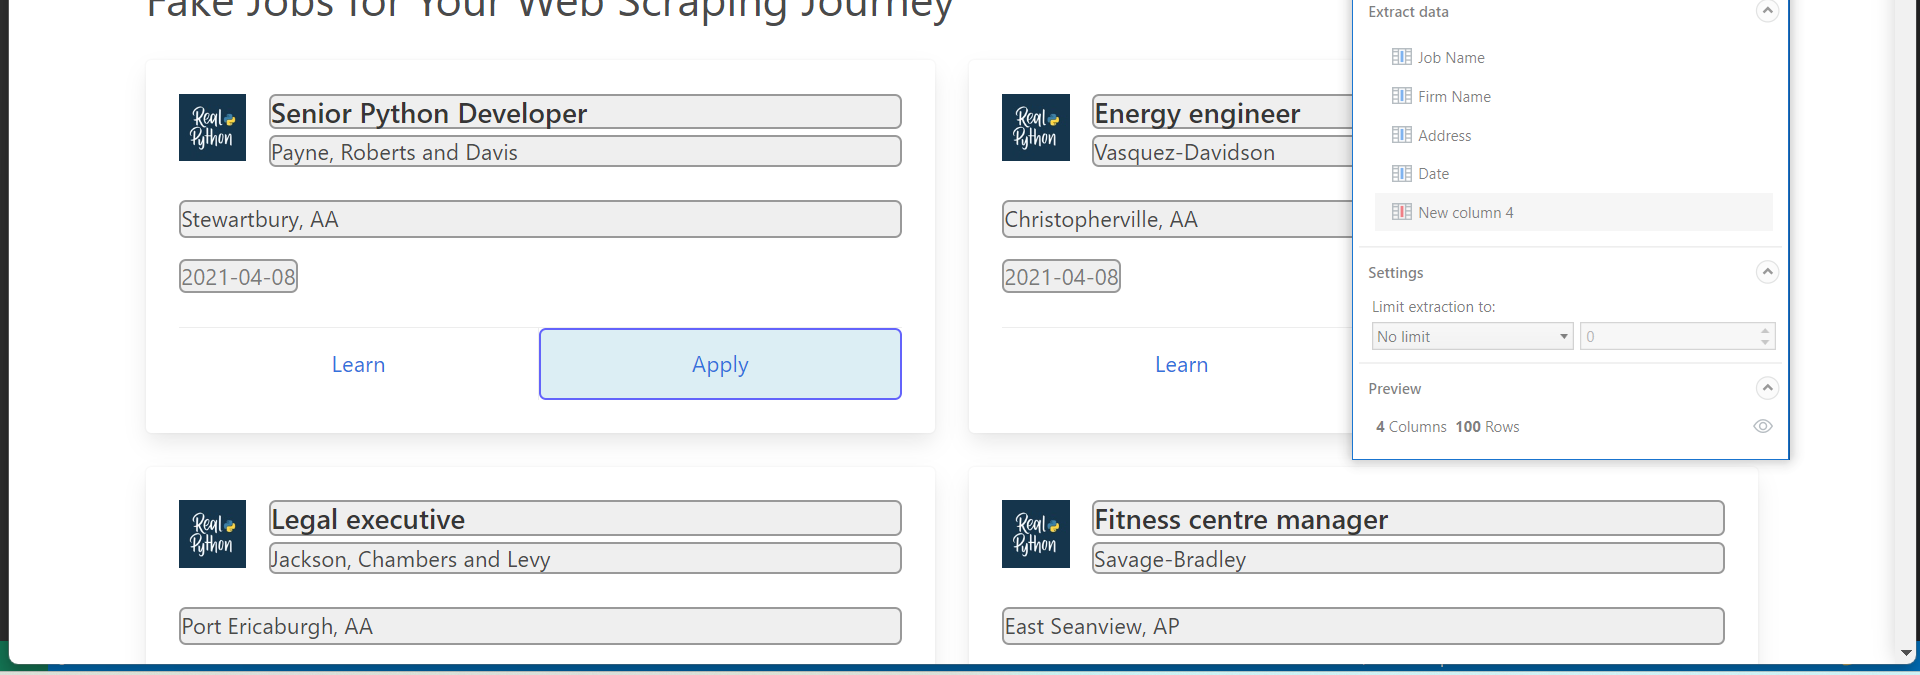 Fake Jobs for Your Web Scraping Journey
Real Python
Senior Python Developer
Payne, Roberts and Davis
Stewartbury, AA
2021-04-08
Learn
Apply
Real Python
Energy engineer
Vasquez-Davidson
Christopherville, AA
2021-04-08
Learn
Real Python
Legal executive
Jackson, Chambers and Levy
Port Ericaburgh, AA
Real Python
Fitness centre manager
Savage-Bradley
East Seanview, AP
Extract data
Job Name
Firm Name
Address
Date
New column 4
Settings
Limit extraction to:
No limit
0
Preview
4 Columns 100 Rows